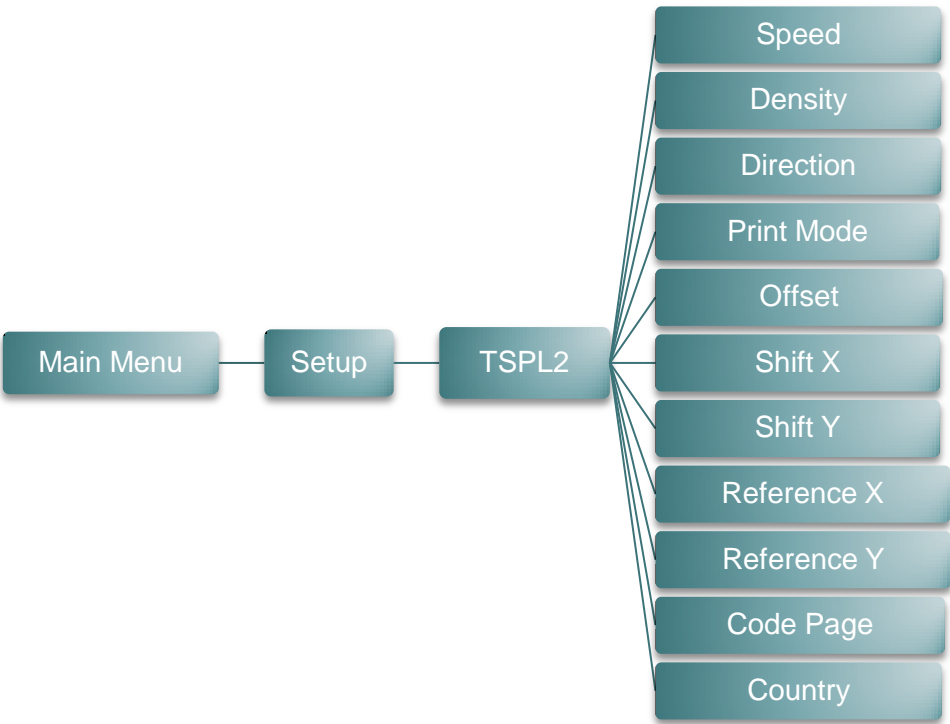 Main Menu
Setup
TSPL2
Speed
Density
Direction
Print Mode
Offset
Shift X
Shift Y
Reference X
Reference Y
Code Page
Country